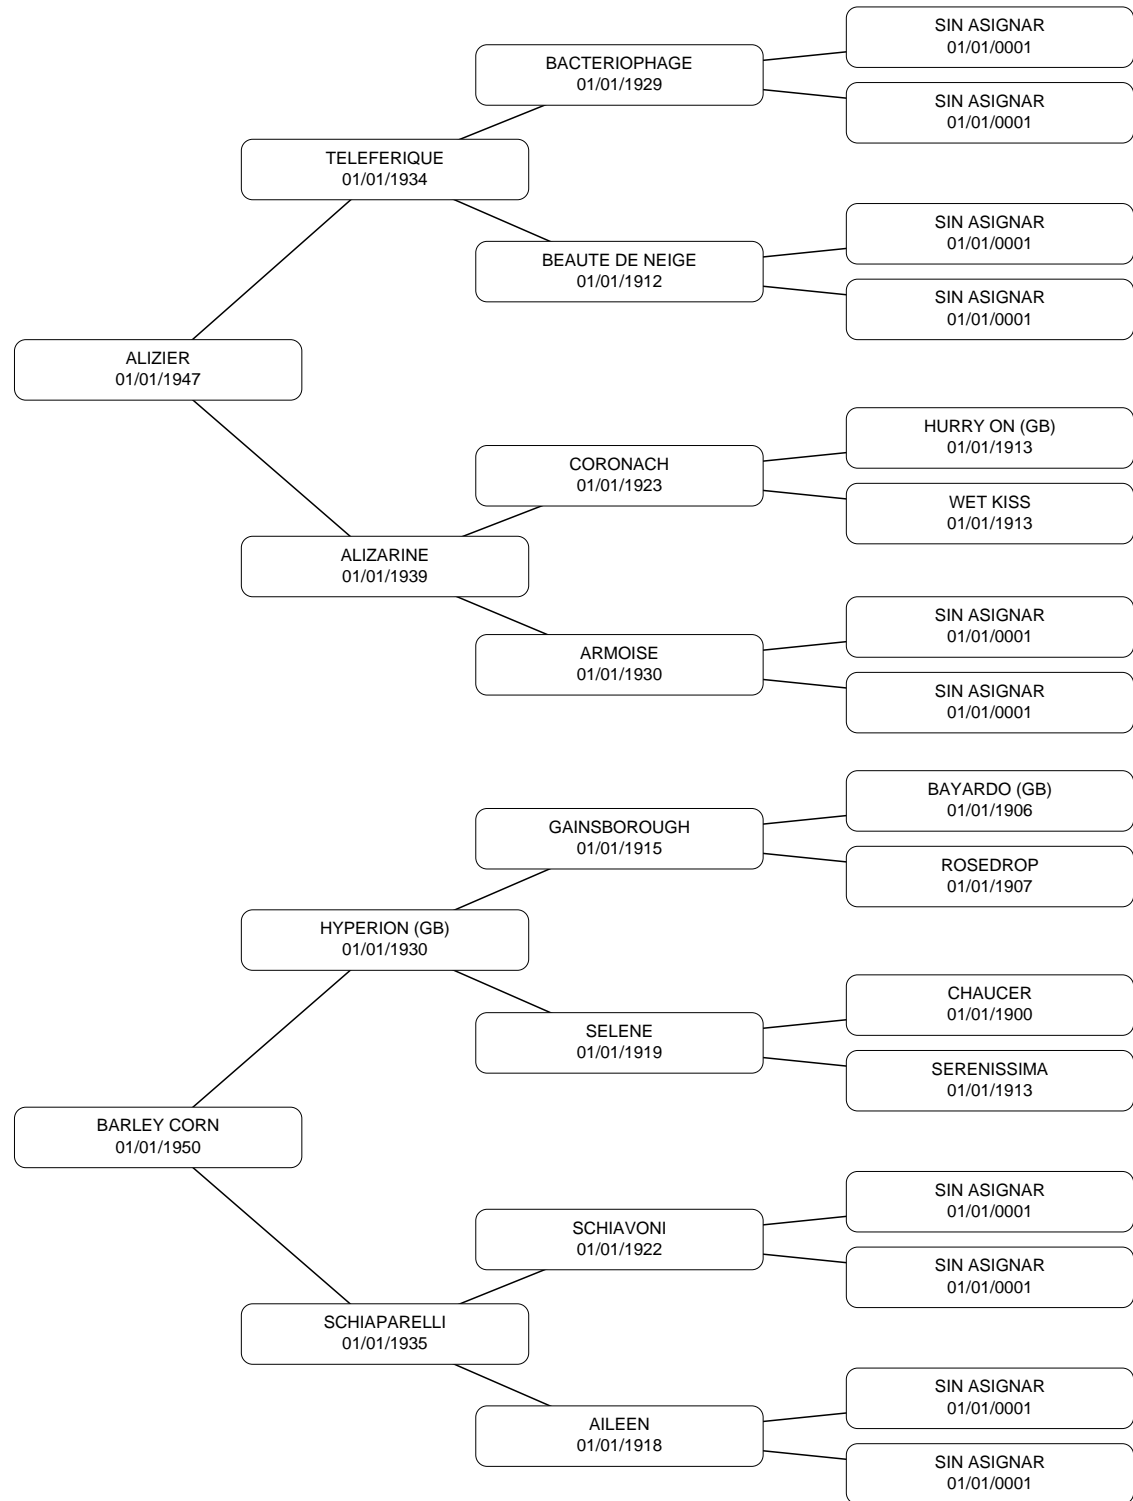 SIN ASIGNAR
01/01/0001
BACTERIOPHAGE
01/01/1929
SIN ASIGNAR
01/01/0001
TELEFERIQUE
01/01/1934
SIN ASIGNAR
01/01/0001
BEAUTE DE NEIGE
01/01/1912
SIN ASIGNAR
01/01/0001
ALIZIER
01/01/1947
HURRY ON (GB)
01/01/1913
CORONACH
01/01/1923
WET KISS
01/01/1913
ALIZARINE
01/01/1939
SIN ASIGNAR
01/01/0001
ARMOISE
01/01/1930
SIN ASIGNAR
01/01/0001
BAYARDO (GB)
01/01/1906
GAINSBOROUGH
01/01/1915
ROSEDROP
01/01/1907
HYPERION (GB)
01/01/1930
CHAUCER
01/01/1900
SELENE
01/01/1919
SERENISSIMA
01/01/1913
BARLEY CORN
01/01/1950
SIN ASIGNAR
01/01/0001
SCHIAVONI
01/01/1922
SIN ASIGNAR
01/01/0001
SCHIAPARELLI
01/01/1935
SIN ASIGNAR
01/01/0001
AILEEN
01/01/1918
SIN ASIGNAR
01/01/0001